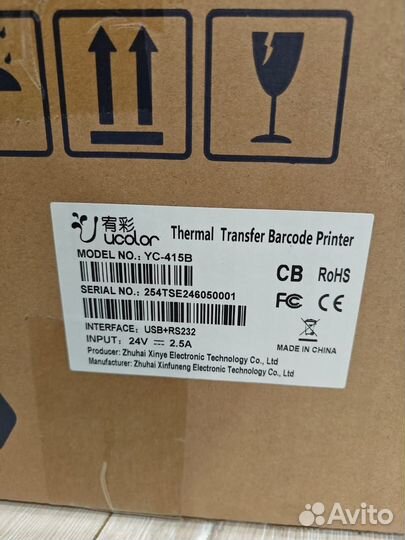 宥彩
ucolor
Thermal Transfer Barcode Printer
MODEL NO.: YC-415B
CB RoHS
SERIAL NO.: 254TSE246050001
FC CE
INTERFACE: USB+RS232
INPUT: 24V ⎓ 2.5A
MADE IN CHINA
Producer: Zhuhai Xinye Electronic Technology Co., Ltd
Manufacturer: Zhuhai Xinfuneng Electronic Technology Co., Ltd
Avito